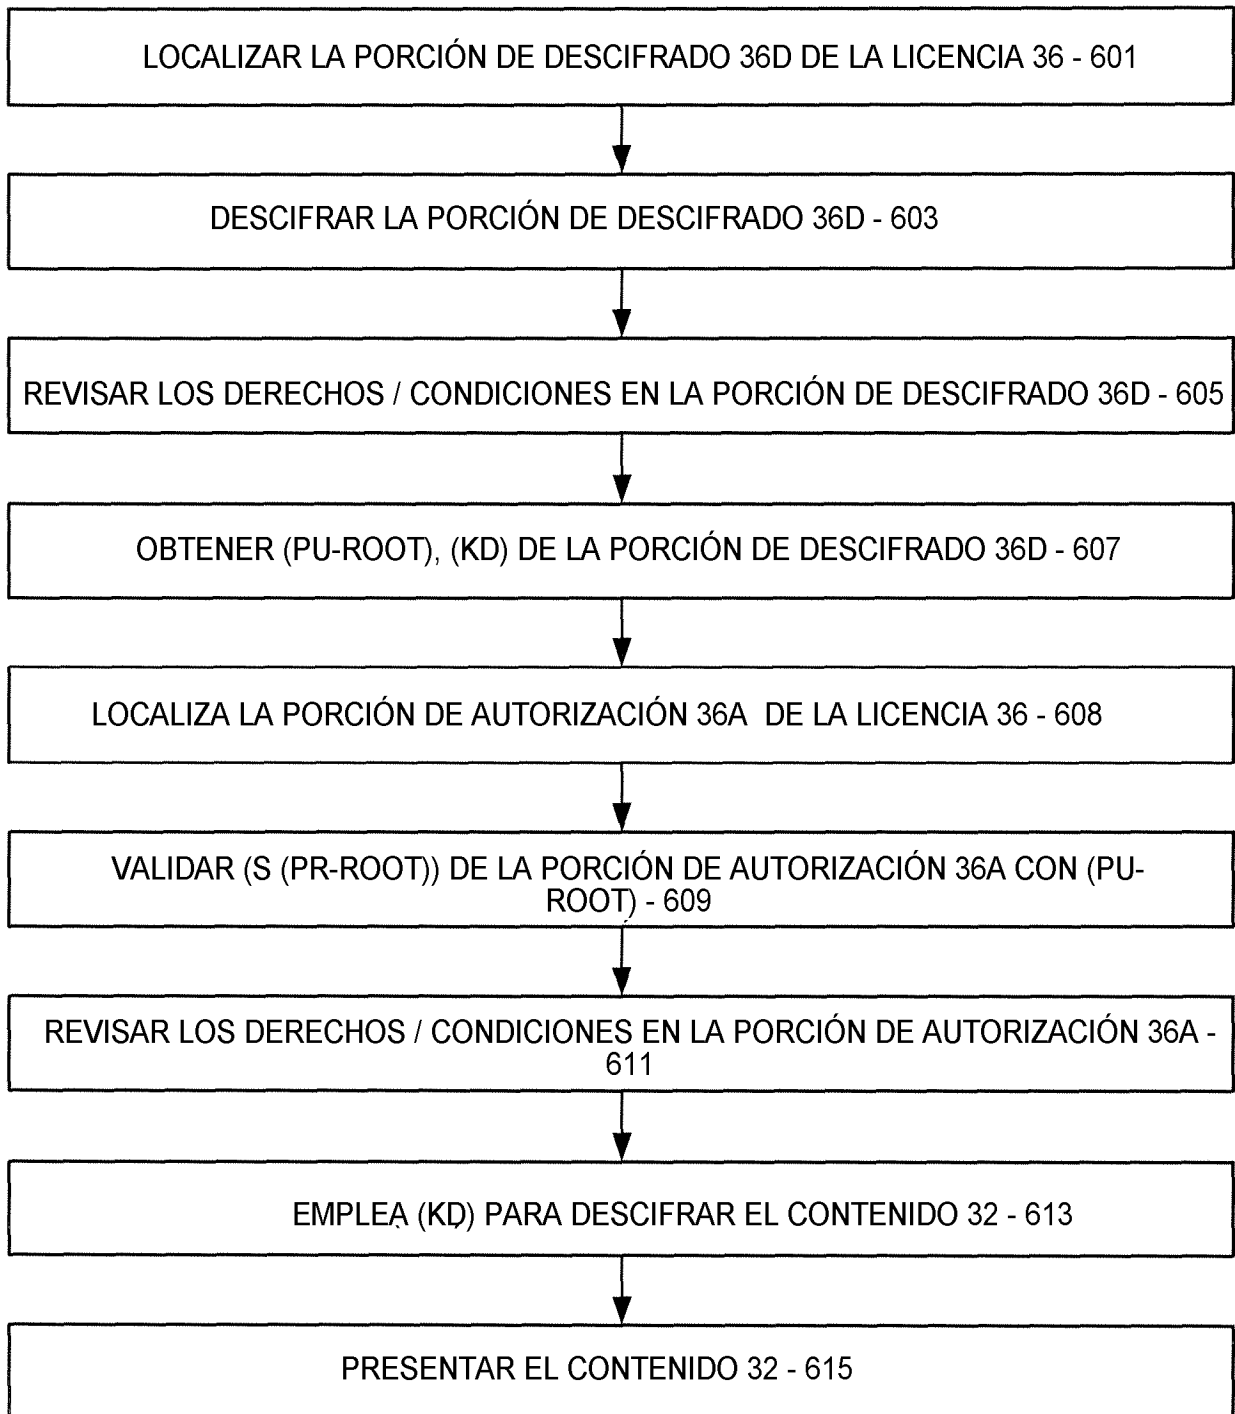 LOCALIZAR LA PORCIÓN DE DESCIFRADO 36D DE LA LICENCIA 36 - 601
DESCIFRAR LA PORCIÓN DE DESCIFRADO 36D - 603
REVISAR LOS DERECHOS / CONDICIONES EN LA PORCIÓN DE DESCIFRADO 36D - 605
OBTENER (PU-ROOT), (KD) DE LA PORCIÓN DE DESCIFRADO 36D - 607
LOCALIZA LA PORCIÓN DE AUTORIZACIÓN 36A DE LA LICENCIA 36 - 608
VALIDAR (S (PR-ROOT)) DE LA PORCIÓN DE AUTORIZACIÓN 36A CON (PU-
ROOT) - 609
REVISAR LOS DERECHOS / CONDICIONES EN LA PORCIÓN DE AUTORIZACIÓN 36A -
611
EMPLEA (KD) PARA DESCIFRAR EL CONTENIDO 32 - 613
PRESENTAR EL CONTENIDO 32 - 615